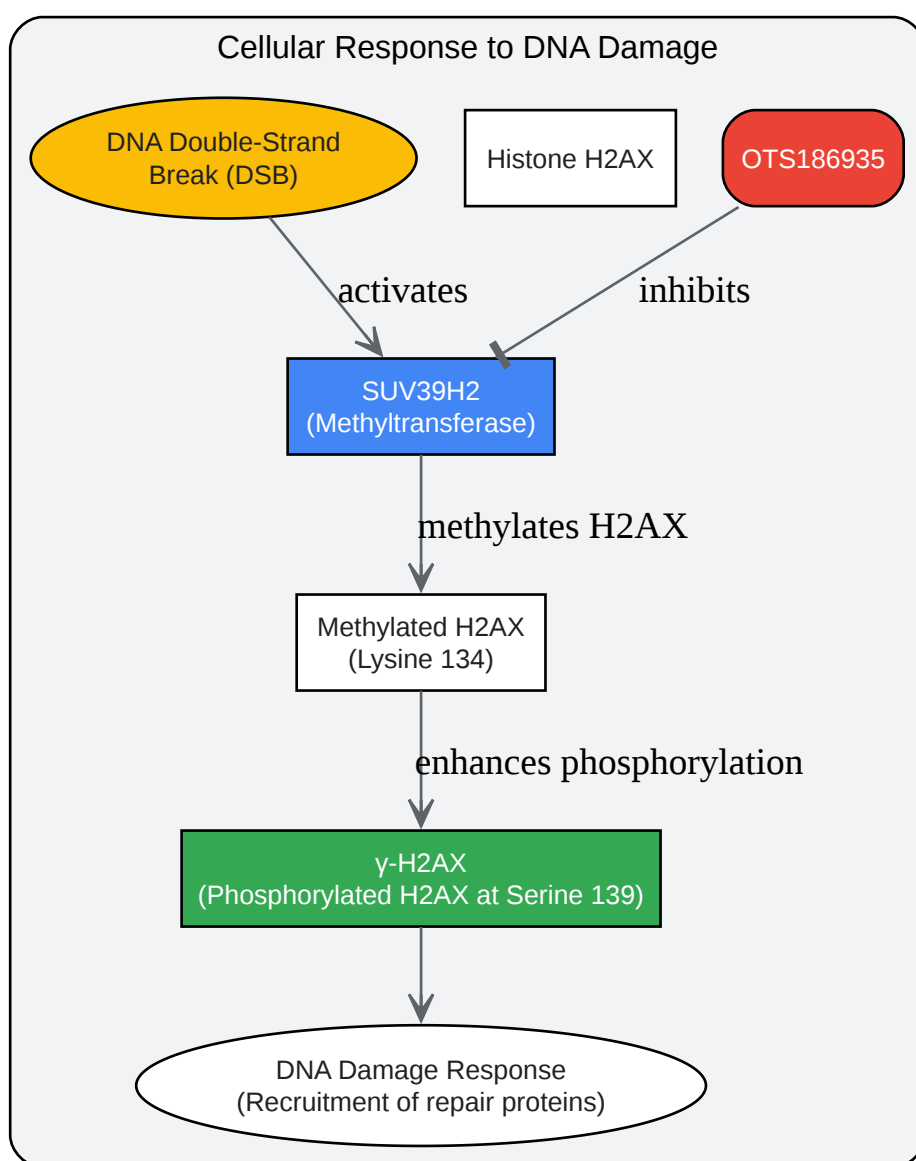 Cellular Response to DNA Damage
DNA Double-Strand
Break (DSB)
Histone H2AX
OTS186935
activates
inhibits
SUV39H2
(Methyltransferase)
methylates H2AX
Methylated H2AX
(Lysine 134)
enhances phosphorylation
γ-H2AX
(Phosphorylated H2AX at Serine 139)
DNA Damage Response
(Recruitment of repair proteins)